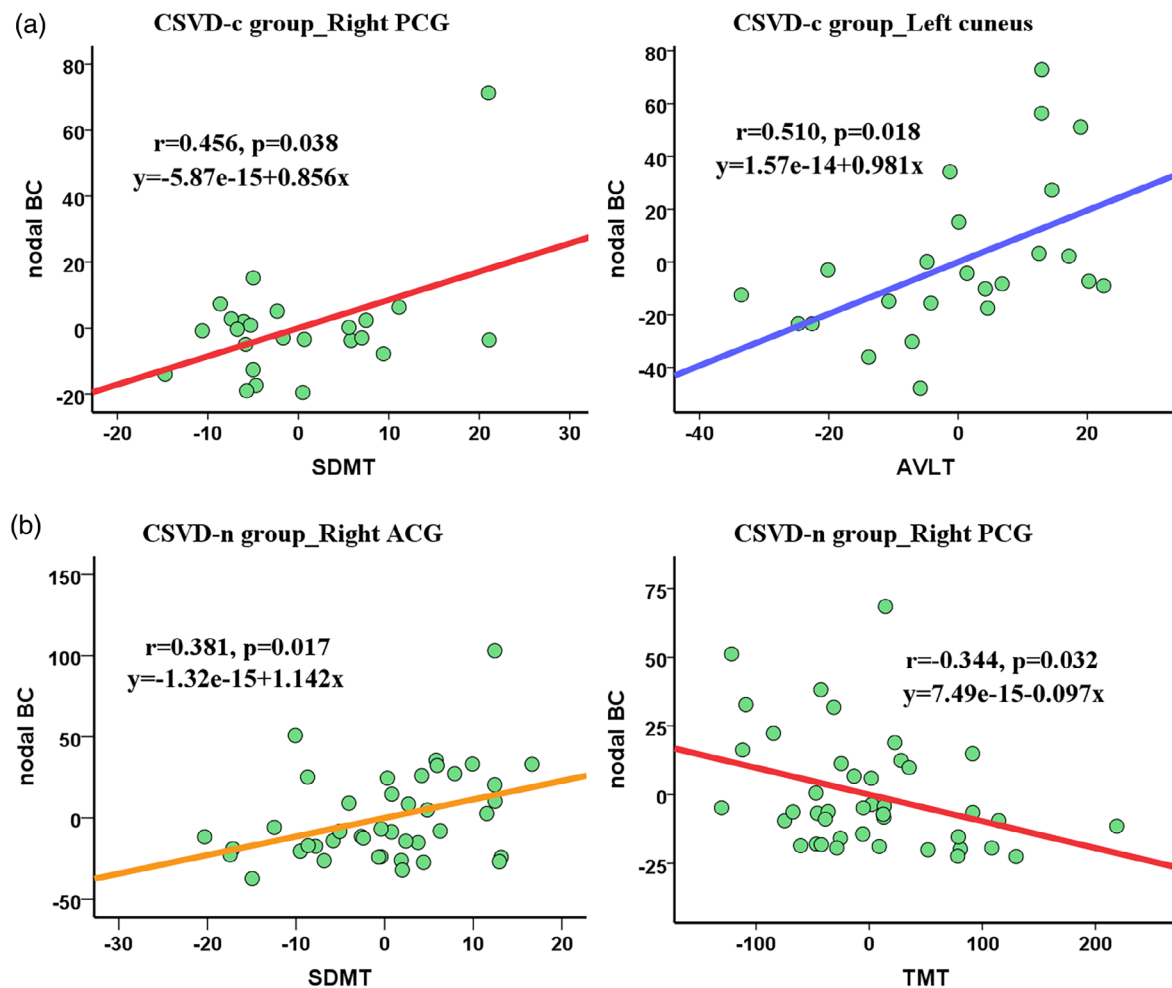 (a)
CSVD-c group_Right PCG
80
60
40
20
0
-20
nodal BC
r=0.456, p=0.038
y=-5.87e-15+0.856x
-20 -10 0 10 20 30
SDMT
CSVD-c group_Left cuneus
80
60
40
20
0
-20
-40
nodal BC
r=0.510, p=0.018
y=1.57e-14+0.981x
-40 -20 0 20
AVLT
(b)
CSVD-n group_Right ACG
150
100
50
0
-50
nodal BC
r=0.381, p=0.017
y=-1.32e-15+1.142x
-30 -20 -10 0 10 20
SDMT
CSVD-n group_Right PCG
75
50
25
0
-25
nodal BC
r=-0.344, p=0.032
y=7.49e-15-0.097x
-100 0 100 200
TMT